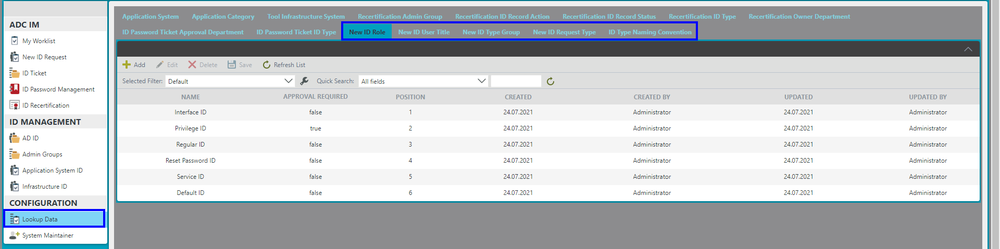 ADC IM
My Worklist
New ID Request
ID Ticket
ID Password Management
ID Recertification
ID MANAGEMENT
AD ID
Admin Groups
Application System ID
Infrastructure ID
CONFIGURATION
Lookup Data
System Maintainer
Application System Application Category Tool Infrastructure System Recertification Admin Group Recertification ID Record Action Recertification ID Record Status Recertification ID Type Recertification Owner Department
ID Password Ticket Approval Department ID Password Ticket ID Type New ID Role New ID User Title New ID Type Group New ID Request Type ID Type Naming Convention
Add Edit Delete Save Refresh List
Selected Filter: Default Quick Search: All fields
NAME APPROVAL REQUIRED POSITION CREATED CREATED BY UPDATED UPDATED BY
Interface ID false 1 24.07.2021 Administrator 24.07.2021 Administrator
Privilege ID true 2 24.07.2021 Administrator 24.07.2021 Administrator
Regular ID false 3 24.07.2021 Administrator 24.07.2021 Administrator
Reset Password ID false 4 24.07.2021 Administrator 24.07.2021 Administrator
Service ID false 5 24.07.2021 Administrator 24.07.2021 Administrator
Default ID false 6 24.07.2021 Administrator 24.07.2021 Administrator